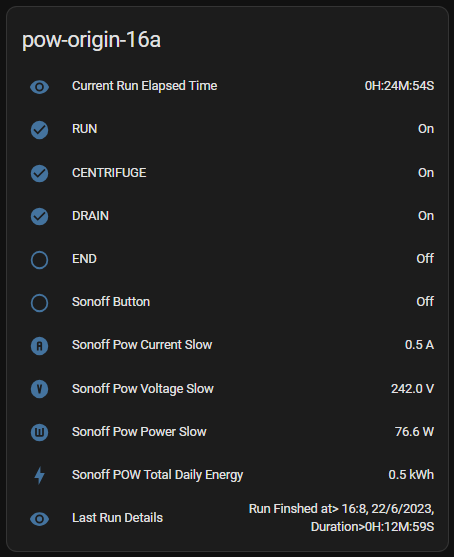 pow-origin-16a
Current Run Elapsed Time 0H:24M:54S
RUN On
CENTRIFUGE On
DRAIN On
END Off
Sonoff Button Off
A Sonoff Pow Current Slow 0.5 A
V Sonoff Pow Voltage Slow 242.0 V
W Sonoff Pow Power Slow 76.6 W
Sonoff POW Total Daily Energy 0.5 kWh
Last Run Details Run Finshed at> 16:8, 22/6/2023,
Duration>0H:12M:59S